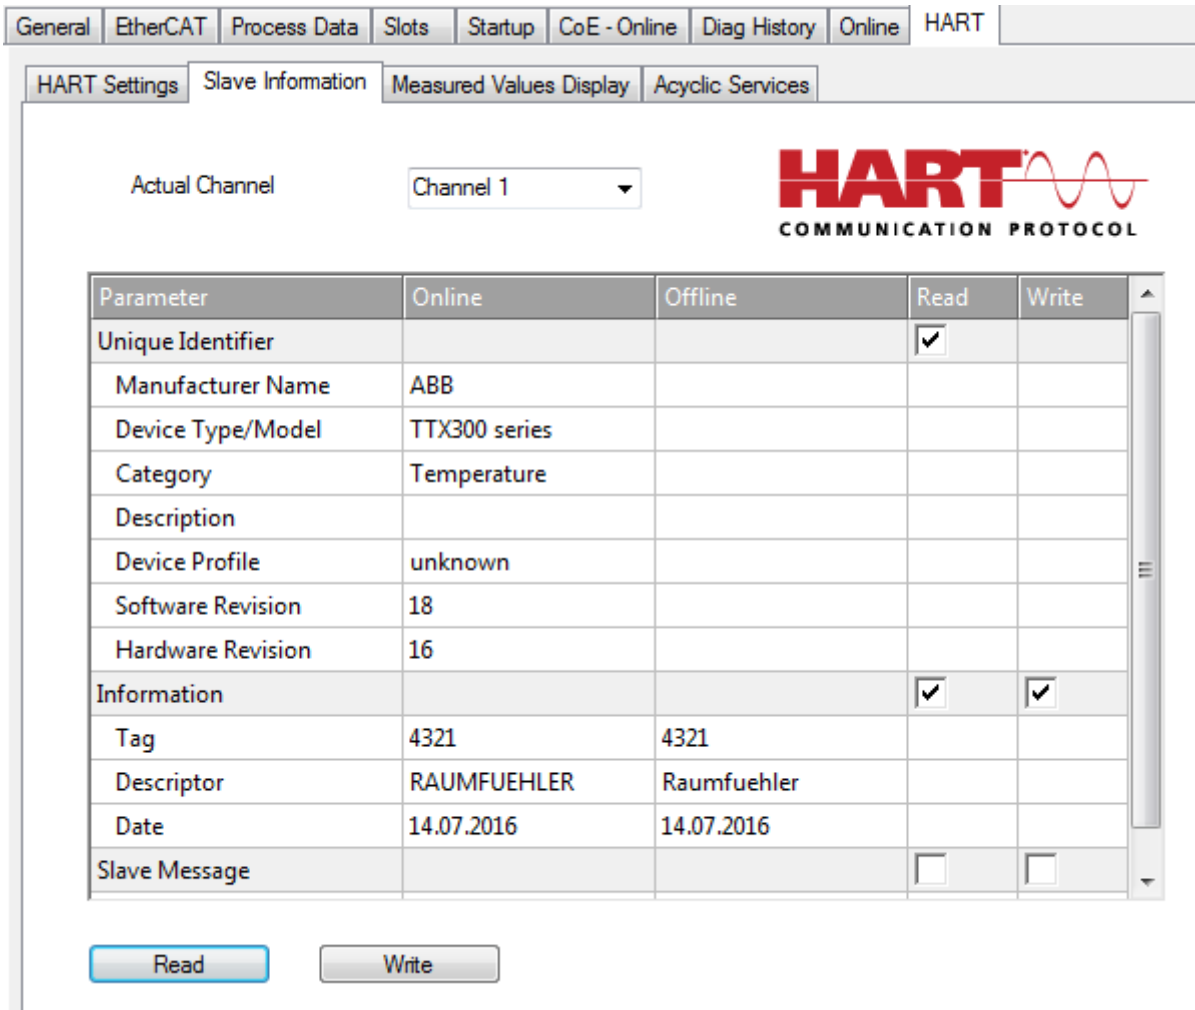 General EtherCAT Process Data Slots Startup CoE - Online Diag History Online HART
HART Settings Slave Information Measured Values Display Acyclic Services
Actual Channel Channel 1
HART
COMMUNICATION PROTOCOL
Parameter Online Offline Read Write
Unique Identifier
Manufacturer Name ABB
Device Type/Model TTX300 series
Category Temperature
Description
Device Profile unknown
Software Revision 18
Hardware Revision 16
Information
Tag 4321 4321
Descriptor RAUMFUEHLER Raumfuehler
Date 14.07.2016 14.07.2016
Slave Message
Read Write